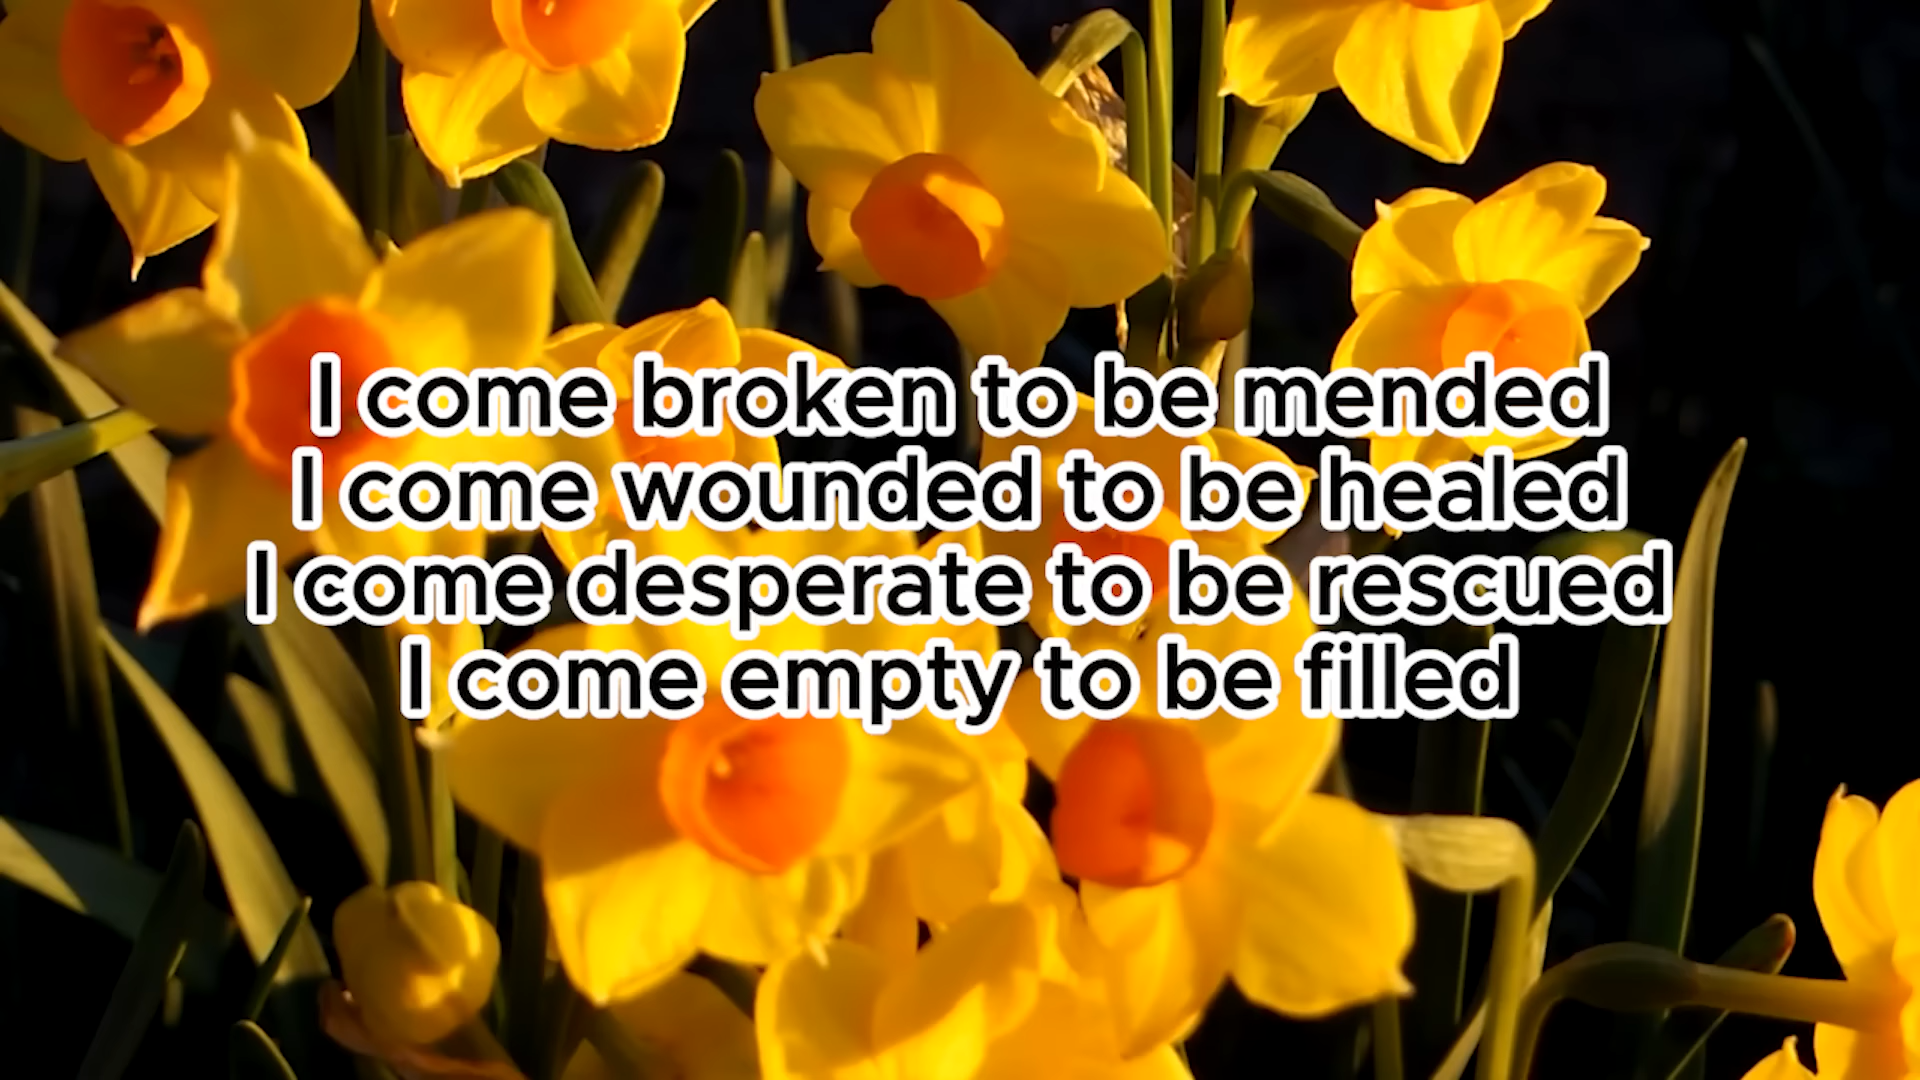 I come broken to be mended
I come wounded to be healed
I come desperate to be rescued
I come empty to be filled